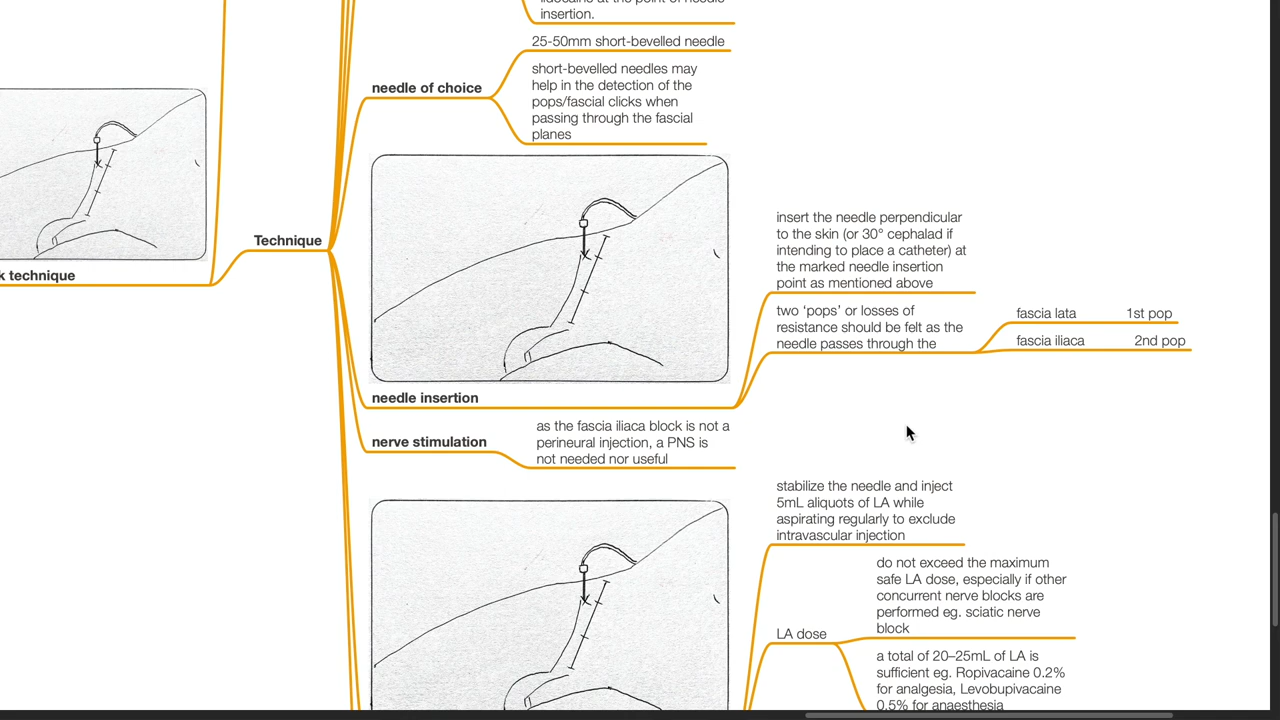 insertion.
25-50mm short-bevelled needle
short-bevelled needles may
help in the detection of the
pops/fascial clicks when
passing through the fascial
planes
needle of choice
Technique
technique
insert the needle perpendicular
to the skin (or 30° cephalad if
intending to place a catheter) at
the marked needle insertion
point as mentioned above
two ‘pops’ or losses of
resistance should be felt as the
needle passes through the
fascia lata 1st pop
fascia iliaca 2nd pop
needle insertion
nerve stimulation
as the fascia iliaca block is not a
perineural injection, a PNS is
not needed nor useful
stabilize the needle and inject
5mL aliquots of LA while
aspirating regularly to exclude
intravascular injection
LA dose
do not exceed the maximum
safe LA dose, especially if other
concurrent nerve blocks are
performed eg. sciatic nerve
block
a total of 20–25mL of LA is
sufficient eg. Ropivacaine 0.2%
for analgesia, Levobupivacaine
0.5% for anaesthesia